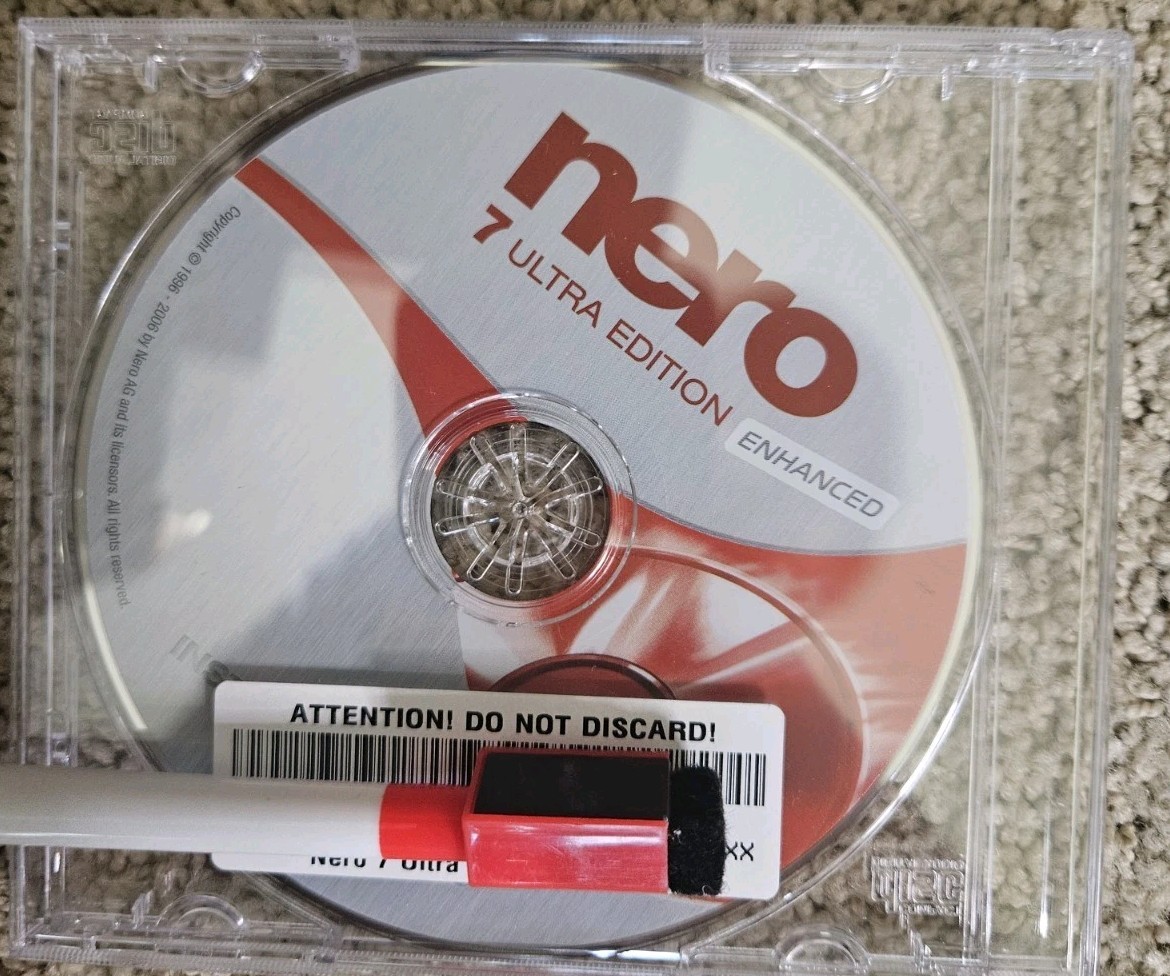 nero
7 ULTRA EDITION
ENHANCED
Copyright © 1996 - 2006 by Nero AG and its licensors. All rights reserved.
ATTENTION! DO NOT DISCARD!
XX
Nero 7 Ultra